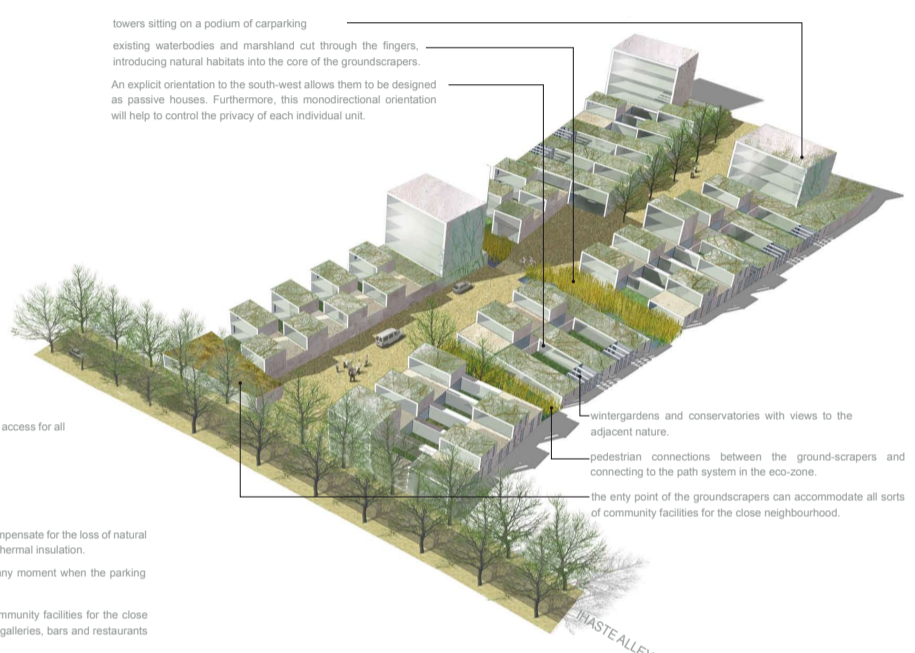 towers sitting on a podium of carparking
existing waterbodies and marshland cut through the fingers,
introducing natural habitats into the core of the groundscrapers.
An explicit orientation to the south-west allows them to be designed
as passive houses. Furthermore, this monodirectional orientation
will help to control the privacy of each individual unit.
access for all
wintergardens and conservatories with views to the
adjacent nature.
pedestrian connections between the ground-scrapers and
connecting to the path system in the eco-zone.
the enty point of the groundscrapers can accommodate all sorts
of community facilities for the close neighbourhood.
mpensate for the loss of natural
hermal insulation.
any moment when the parking
mmunity facilities for the close
galleries, bars and restaurants
IHASTE ALLEY